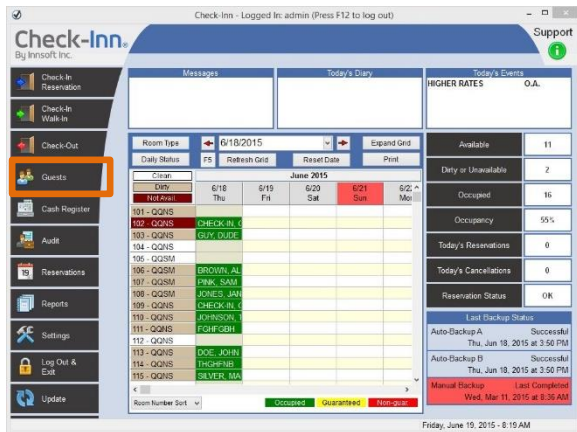 Check-Inn - Logged In: admin (Press F12 to log out)
Check-Inn®
By Innsoft Inc.
Support
Check-In
Reservation
Check-In
Walk-In
Check-Out
Guests
Cash Register
Audit
19
Reservations
Reports
Settings
Log Out &
Exit
Update
Messages
Today's Diary
Today's Events
HIGHER RATES O.A.
Room Type 6/18/2015 Expand Grid
Daily Status F5 Refresh Grid Reset Date Print
Clean
Dirty
Not Avail.
June 2015
6/18 6/19 6/20 6/21
Thu Fri Sat Sun
101 - QQNS
102 - QQNS CHECK-IN,
103 - QQNS GUY, DUDE
104 - QQNS
105 - QQSM
106 - QQSM BROWN, AL
107 - QQSM PINK, SAM
108 - QQSM JONES, JAN
109 - QQNS CHECK-IN,
110 - QQNS JOHNSON,
111 - QQNS FGHFGBH
112 - QQNS
113 - QQNS DOE, JOHN
114 - QQNS THGHFNB
115 - QQNS SILVER, MA
Room Number Sort Occupied Guaranteed Non-guar.
Available 11
Dirty or Unavailable 2
Occupied 16
Occupancy 55%
Today's Reservations 0
Today's Cancellations 0
Reservation Status OK
Last Backup Status
Auto-Backup A Successful
Thu, Jun 18, 2015 at 3:50 PM
Auto-Backup B Successful
Thu, Jun 18, 2015 at 3:50 PM
Manual Backup Last Completed
Wed, Mar 11, 2015 at 8:36 AM
Friday, June 19, 2015 - 8:19 AM